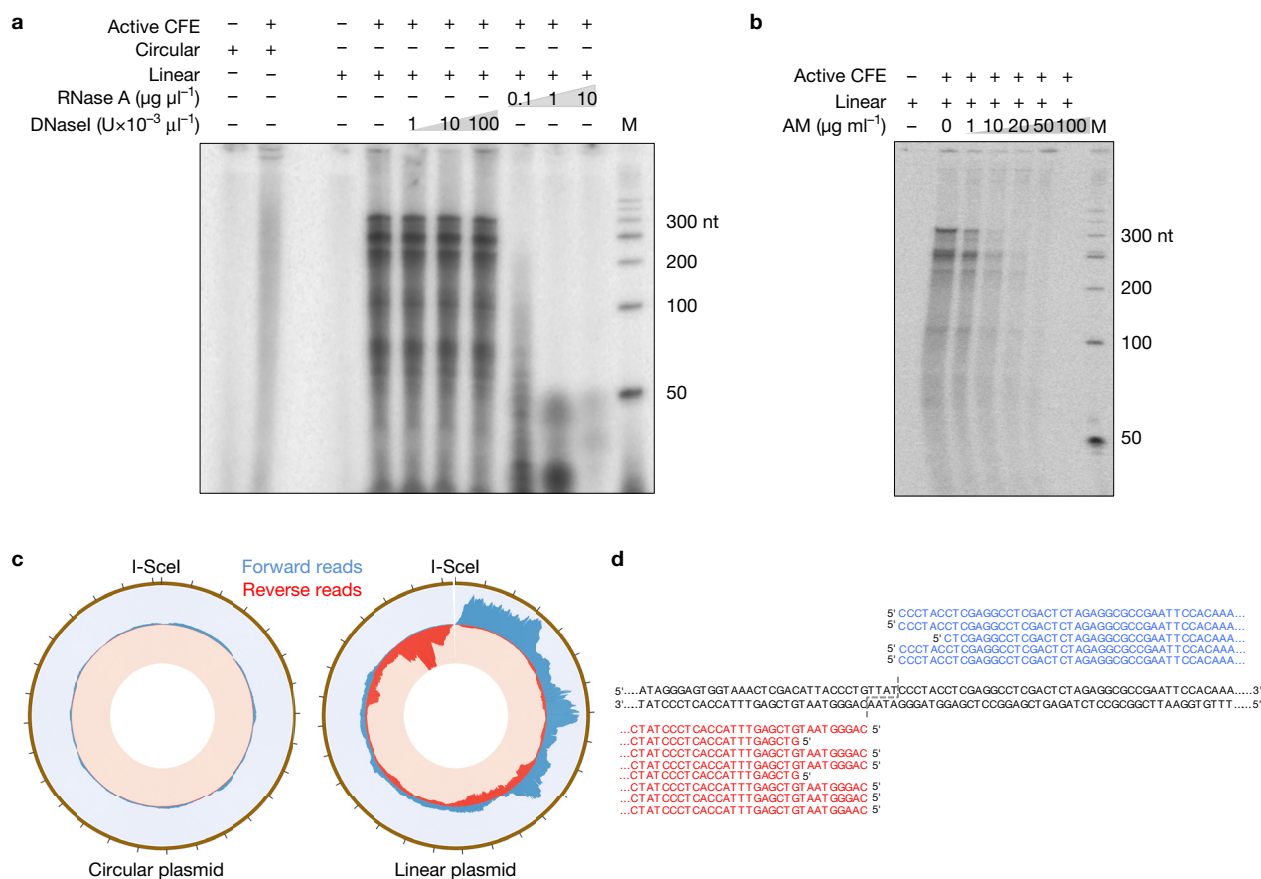 a
Active CFE – + – + + + + + + +
Circular + + – – – – – – – –
Linear – – + + + + + + + +
RNase A (µg µl⁻¹) – – – – – – – 0.1 1 10
DNaseI (U×10⁻³ µl⁻¹) – – – – 1 10 100 – – – M
300 nt
200
100
50
b
Active CFE – + + + + + +
Linear + + + + + + +
AM (µg ml⁻¹) – 0 1 10 20 50 100 M
300 nt
200
100
50
c
I-SceI
Forward reads
Reverse reads
I-SceI
Circular plasmid
Linear plasmid
d
5' CCCTACCTCGAGGCCTCGACTCTAGAGGCGCCGAATTCCACAAA...
5' CCCTACCTCGAGGCCTCGACTCTAGAGGCGCCGAATTCCACAAA...
5' CTCGAGGCCTCGACTCTAGAGGCGCCGAATTCCACAAA...
5' CCCTACCTCGAGGCCTCGACTCTAGAGGCGCCGAATTCCACAAA...
5' CCCTACCTCGAGGCCTCGACTCTAGAGGCGCCGAATTCCACAAA...
5'....ATAGGGAGTGGTAAACTCGACATTACCCTGTTATCCCTACCTCGAGGCCTCGACTCTAGAGGCGCCGAATTCCACAAA.....3'
3'....TATCCCTCACCATTTGAGCTGTAATGGGACAATAGGGATGGAGCTCCGGAGCTGAGATCTCCGCGGCTTAAGGTGTTT.....5'
...CTATCCCTCACCATTTGAGCTGTAATGGGAC 5'
...CTATCCCTCACCATTTGAGCTG 5'
...CTATCCCTCACCATTTGAGCTGTAATGGGAC 5'
...CTATCCCTCACCATTTGAGCTGTAATGGGAC 5'
...CTATCCCTCACCATTTGAGCTG 5'
...CTATCCCTCACCATTTGAGCTGTAATGGGAC 5'
...CTATCCCTCACCATTTGAGCTGTAATGGGAC 5'
...CTATCCCTCACCATTTGAGCTGTAATGGAAC 5'